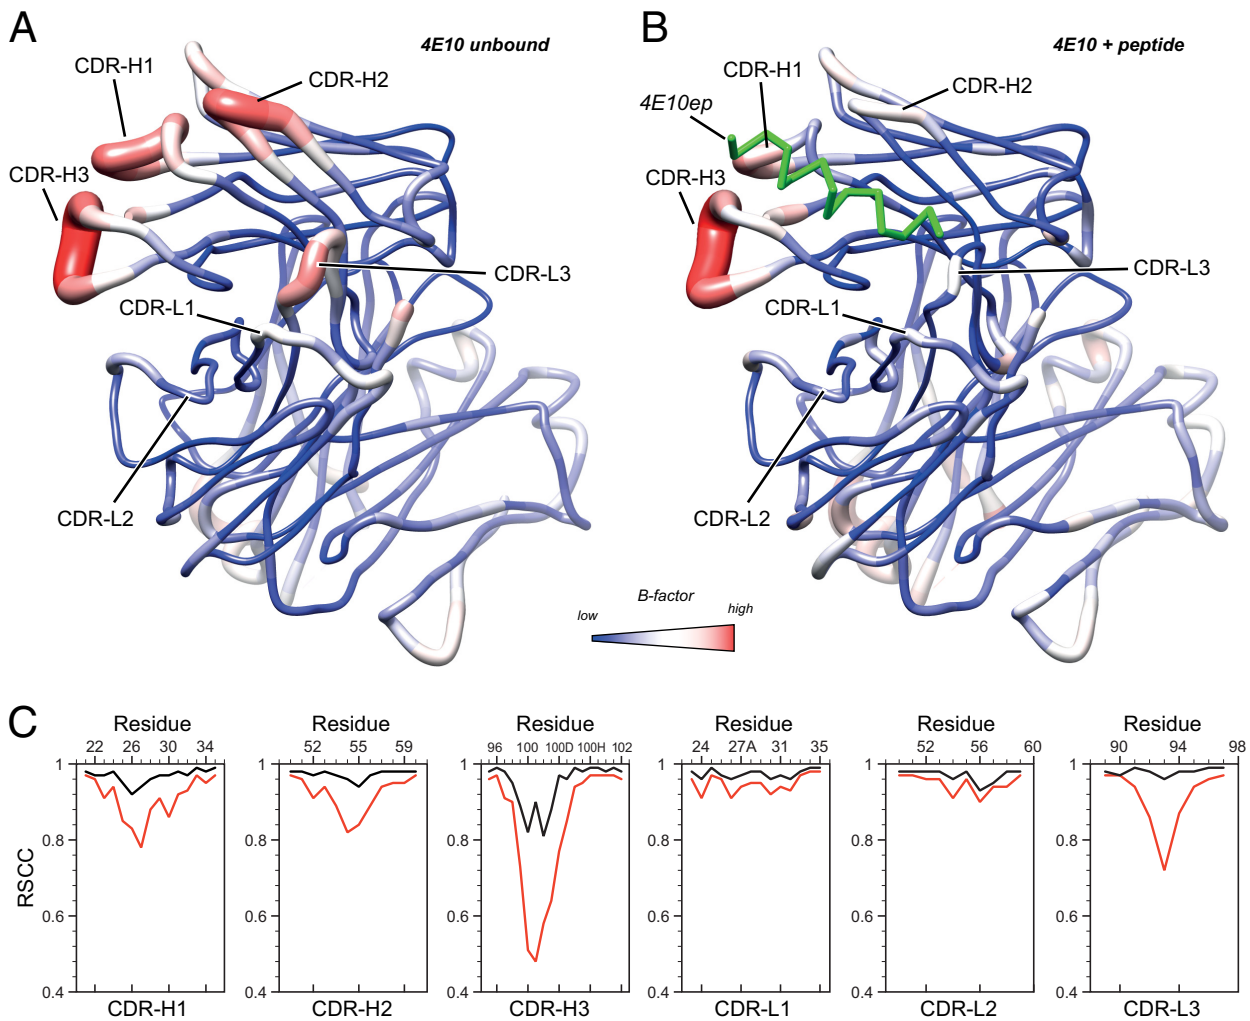 A
4E10 unbound
CDR-H1
CDR-H2
CDR-H3
CDR-L3
CDR-L1
CDR-L2
B
4E10 + peptide
CDR-H1
CDR-H2
4E10ep
CDR-H3
CDR-L3
CDR-L1
CDR-L2
B-factor
low
high
C
Residue
22 26 30 34
Residue
52 55 59
Residue
96 100 100D 100H 102
Residue
24 27A 31 35
Residue
52 56 60
Residue
90 94 98
RSCC
1 0.8 0.6 0.4
1 0.8 0.6 0.4
1 0.8 0.6 0.4
1 0.8 0.6 0.4
1 0.8 0.6 0.4
1 0.8 0.6 0.4
CDR-H1
CDR-H2
CDR-H3
CDR-L1
CDR-L2
CDR-L3